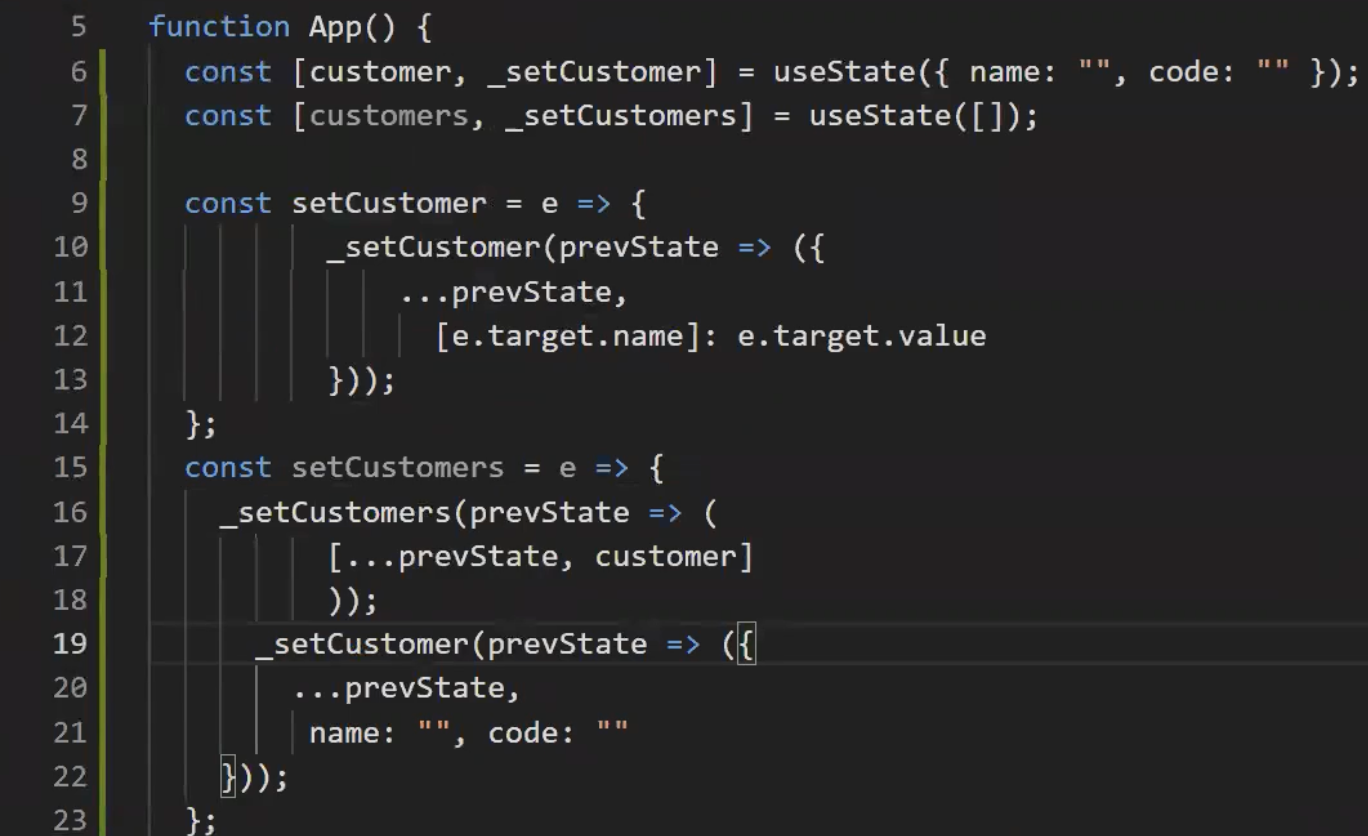 5 function App() {
6 const [customer, _setCustomer] = useState({ name: "", code: "" });
7 const [customers, _setCustomers] = useState([]);
8
9 const setCustomer = e => {
10 _setCustomer(prevState => ({
11 ...prevState,
12 [e.target.name]: e.target.value
13 }));
14 };
15 const setCustomers = e => {
16 _setCustomers(prevState => (
17 [...prevState, customer]
18 ));
19 _setCustomer(prevState => ({
20 ...prevState,
21 name: "", code: ""
22 }));
23 };